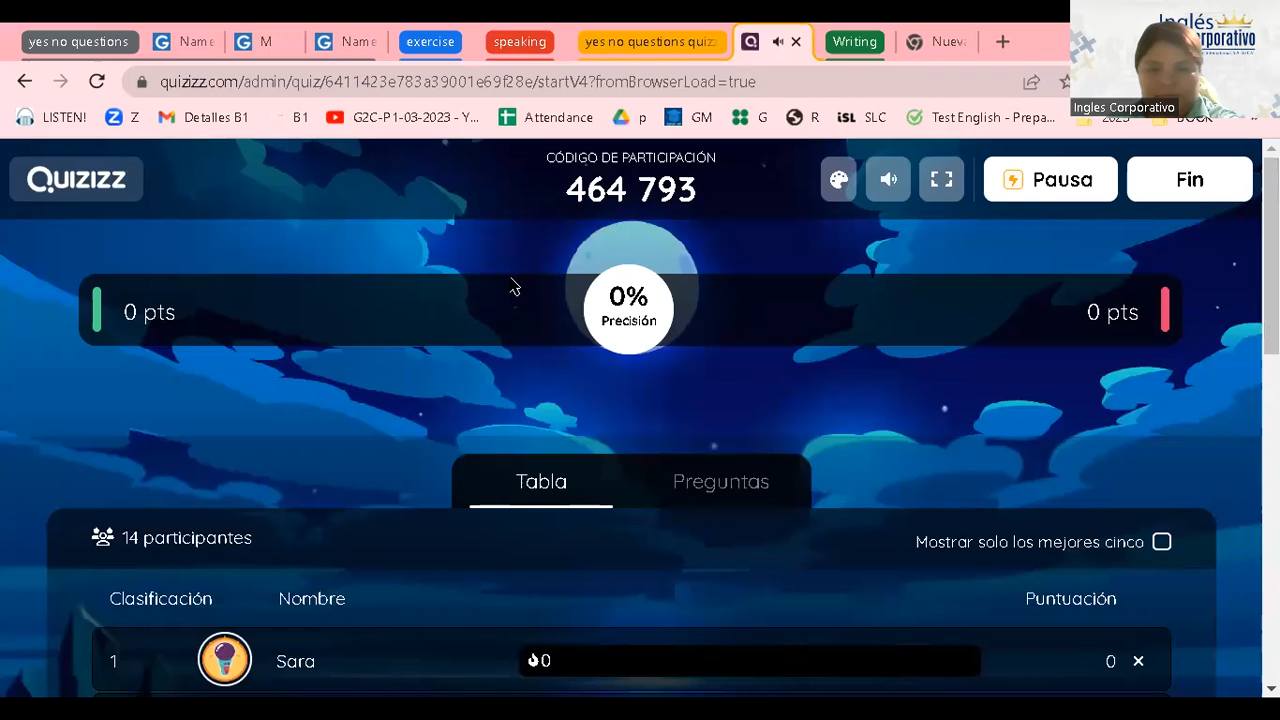 Inglés
Corporativo
Ingles Corporativo
yes no questions
Name
M
Name
exercise
speaking
yes no questions quiz
Writing
Nuev
quizizz.com/admin/quiz/6411423e783a39001e69f28e/startV4?fromBrowserLoad=true
LISTEN!
Z
Detalles B1
B1
G2C-P1-03-2023 - Y...
Attendance
p
GM
G
R
SLC
Test English - Prepa...
2023
BOOK
Quizizz
CÓDIGO DE PARTICIPACIÓN
464 793
Pausa
Fin
0 pts
0%
Precisión
0 pts
Tabla
Preguntas
14 participantes
Mostrar solo los mejores cinco
Clasificación
Nombre
Puntuación
1
Sara
0
0